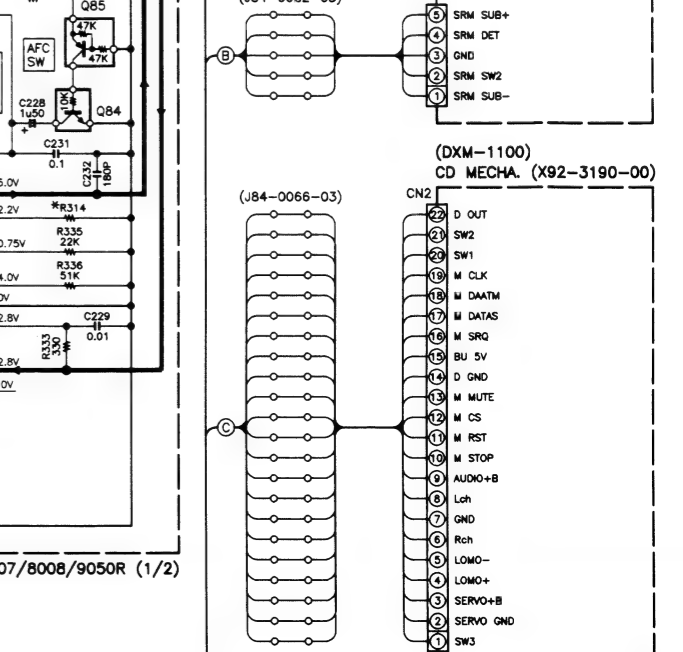 Q85
47K
47K
AFC
SW
10K
Q84
C228
1u50
+
C231
0.1
C232
180P
*R314
R335
22K
R336
51K
C229
0.01
R333
330
5.0V
2.2V
0.75V
4.0V
0V
2.8V
2.8V
0V
07/8008/9050R (1/2)
B
5 SRM SUB+
4 SRM DET
3 GND
2 SRM SW2
1 SRM SUB-
(DXM-1100)
CD MECHA. (X92-3190-00)
(J84-0066-03)
CN2
C
22 D OUT
21 SW2
20 SW1
19 M CLK
18 M DAATM
17 M DATAS
16 M SRQ
15 BU 5V
14 D GND
13 M MUTE
12 M CS
11 M RST
10 M STOP
9 AUDIO+B
8 Lch
7 GND
6 Rch
5 LOMO-
4 LOMO+
3 SERVO+B
2 SERVO GND
1 SW3